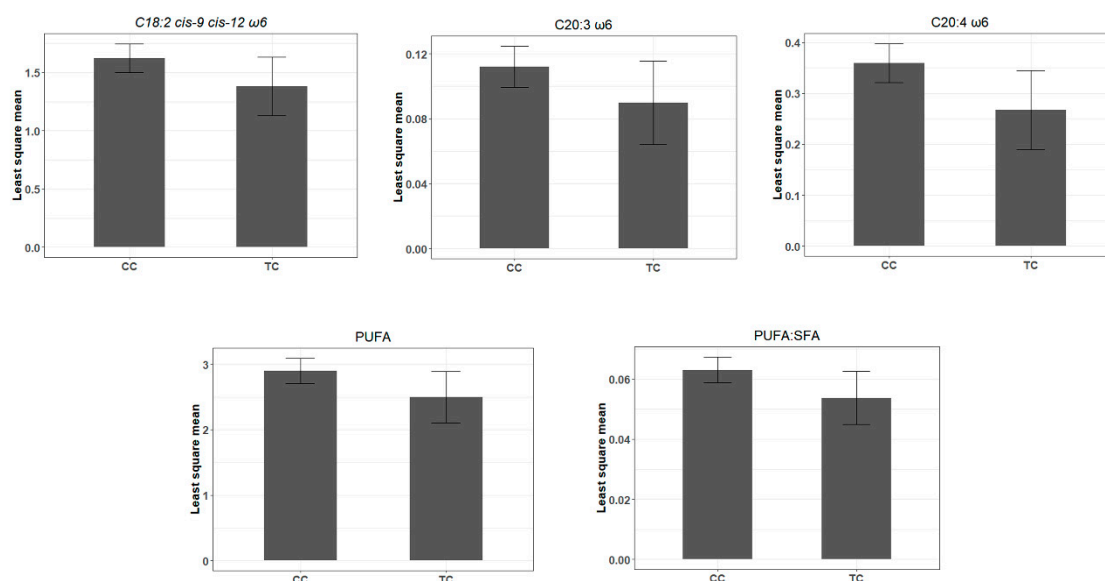 C18:2 cis-9 cis-12 ω6
Least square mean
1.5
1.0
0.5
0.0
CC
TC
C20:3 ω6
Least square mean
0.12
0.08
0.04
0.00
CC
TC
C20:4 ω6
Least square mean
0.4
0.3
0.2
0.1
0.0
CC
TC
PUFA
Least square mean
3
2
1
0
CC
TC
PUFA:SFA
Least square mean
0.06
0.04
0.02
0.00
CC
TC